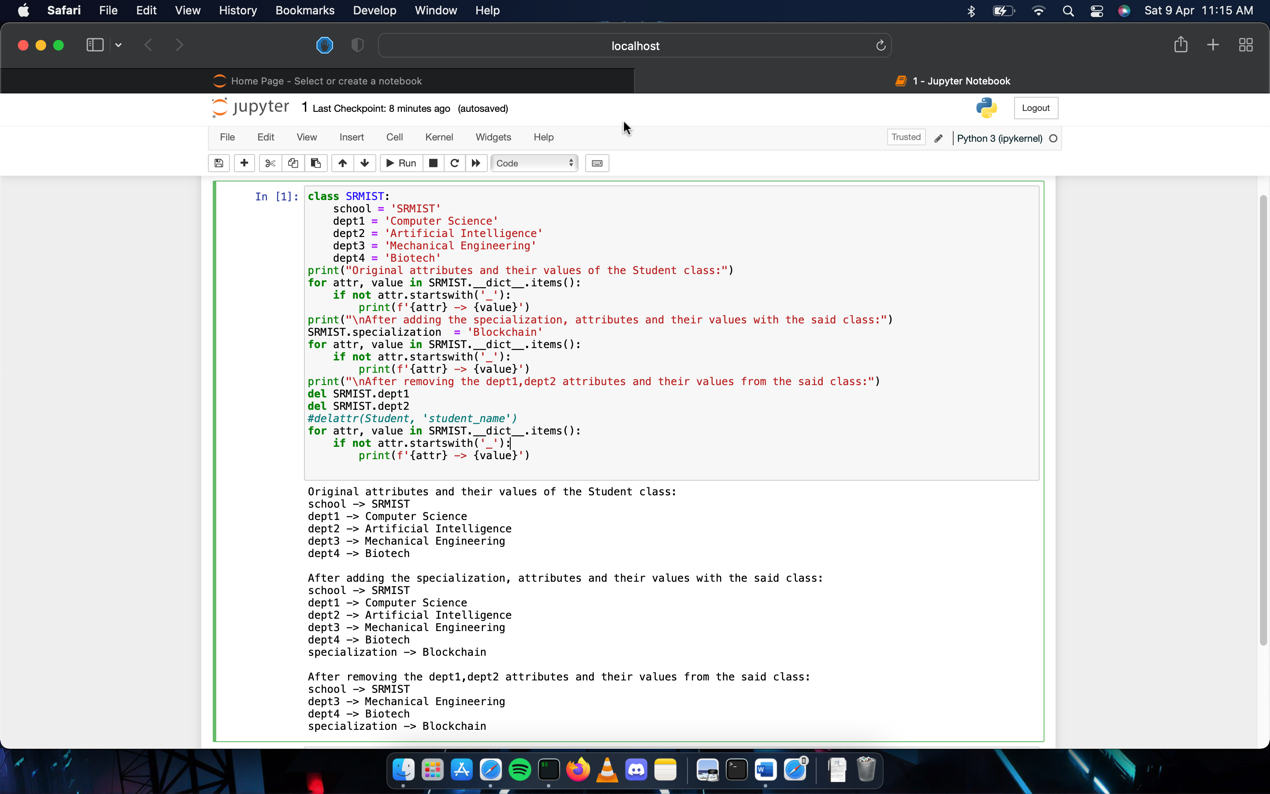 Safari File Edit View History Bookmarks Develop Window Help Sat 9 Apr 11:15 AM
localhost
Home Page - Select or create a notebook
1 - Jupyter Notebook
jupyter 1 Last Checkpoint: 8 minutes ago (autosaved)
Logout
File Edit View Insert Cell Kernel Widgets Help
Trusted
Python 3 (ipykernel)
Run
Code
In [1]:
class SRMIST:
    school = 'SRMIST'
    dept1 = 'Computer Science'
    dept2 = 'Artificial Intelligence'
    dept3 = 'Mechanical Engineering'
    dept4 = 'Biotech'
print("Original attributes and their values of the Student class:")
for attr, value in SRMIST.__dict__.items():
    if not attr.startswith('_'):
        print(f'{attr} -> {value}')
print("\nAfter adding the specialization, attributes and their values with the said class:")
SRMIST.specialization  = 'Blockchain'
for attr, value in SRMIST.__dict__.items():
    if not attr.startswith('_'):
        print(f'{attr} -> {value}')
print("\nAfter removing the dept1,dept2 attributes and their values from the said class:")
del SRMIST.dept1
del SRMIST.dept2
#delattr(Student, 'student_name')
for attr, value in SRMIST.__dict__.items():
    if not attr.startswith('_'):
        print(f'{attr} -> {value}')
Original attributes and their values of the Student class:
school -> SRMIST
dept1 -> Computer Science
dept2 -> Artificial Intelligence
dept3 -> Mechanical Engineering
dept4 -> Biotech
After adding the specialization, attributes and their values with the said class:
school -> SRMIST
dept1 -> Computer Science
dept2 -> Artificial Intelligence
dept3 -> Mechanical Engineering
dept4 -> Biotech
specialization -> Blockchain
After removing the dept1,dept2 attributes and their values from the said class:
school -> SRMIST
dept3 -> Mechanical Engineering
dept4 -> Biotech
specialization -> Blockchain